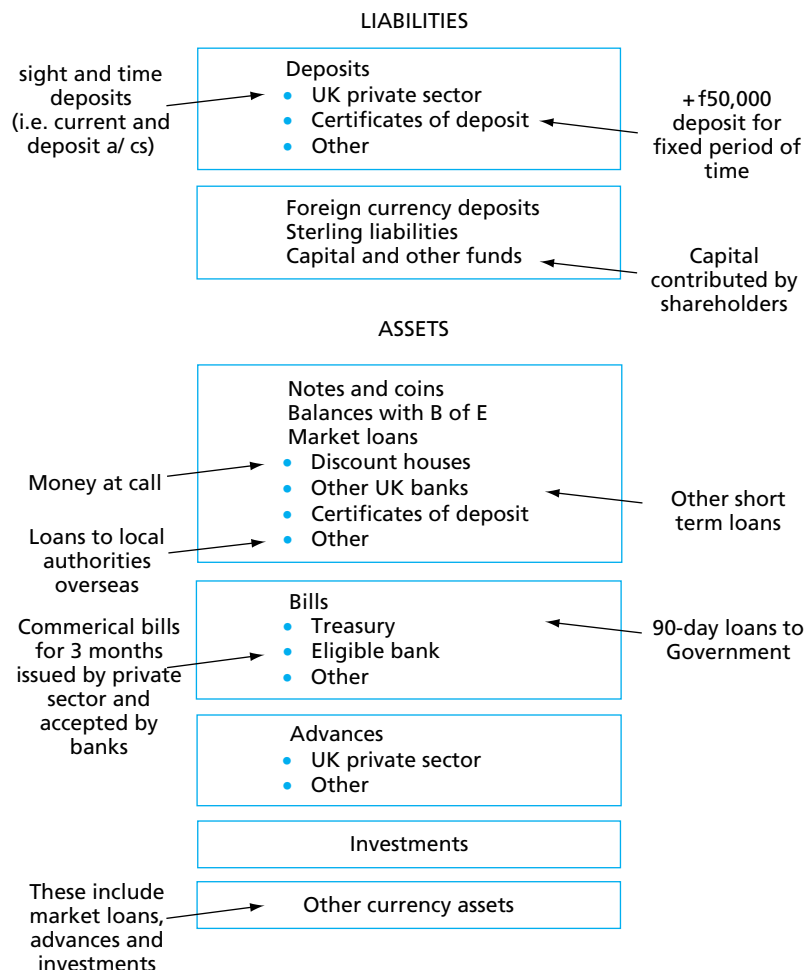 LIABILITIES
sight and time
deposits
(i.e. current and
deposit a/ cs)
Deposits
• UK private sector
• Certificates of deposit
• Other
+f50,000
deposit for
fixed period of
time
Foreign currency deposits
Sterling liabilities
Capital and other funds
Capital
contributed by
shareholders
ASSETS
Notes and coins
Balances with B of E
Market loans
• Discount houses
• Other UK banks
• Certificates of deposit
• Other
Money at call
Loans to local
authorities
overseas
Other short
term loans
Bills
• Treasury
• Eligible bank
• Other
Commerical bills
for 3 months
issued by private
sector and
accepted by
banks
90-day loans to
Government
Advances
• UK private sector
• Other
Investments
These include
market loans,
advances and
investments
Other currency assets